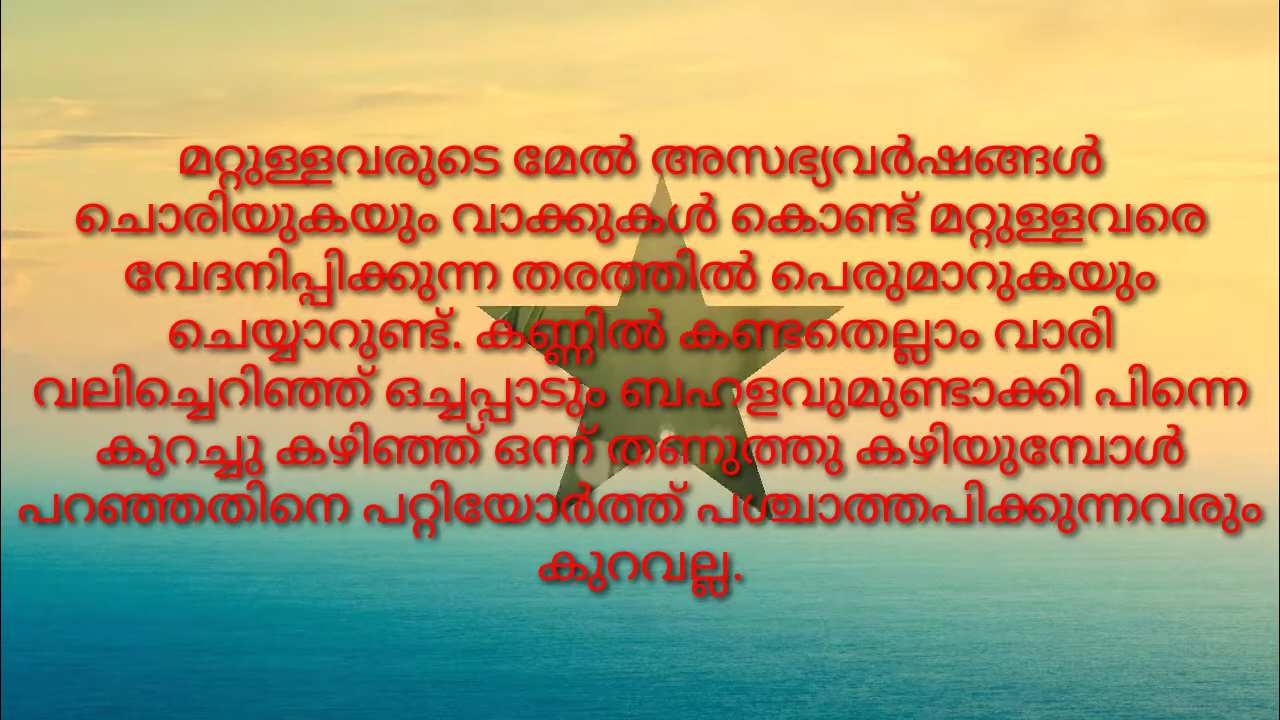 മറ്റുള്ളവരുടെ മേൽ അസഭ്യവർഷങ്ങൾ
ചൊരിയുകയും വാക്കുകൾ കൊണ്ട് മറ്റുള്ളവരെ
വേദനിപ്പിക്കുന്ന തരത്തിൽ പെരുമാറുകയും
ചെയ്യാറുണ്ട്. കണ്ണിൽ കണ്ടതെല്ലാം വാരി
വലിച്ചെറിഞ്ഞ് ഒച്ചപ്പാടും ബഹളവുമുണ്ടാക്കി പിന്നെ
കുറച്ചു കഴിഞ്ഞ് ഒന്ന് തണുത്തു കഴിയുമ്പോൾ
പറഞ്ഞതിനെ പറ്റിയോർത്ത് പശ്ചാത്തപിക്കുന്നവരും
കുറവല്ല.